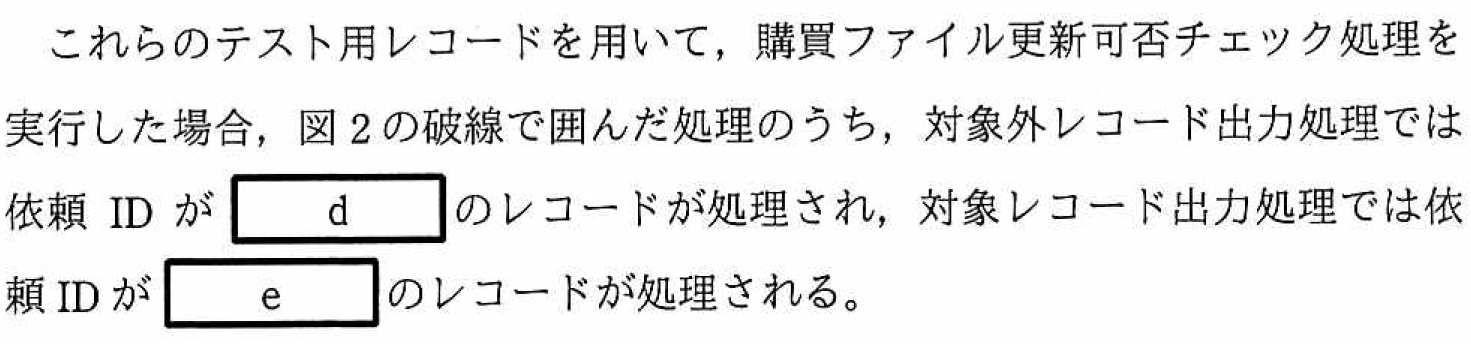 これらのテスト用レコードを用いて，購買ファイル更新可否チェック処理を
実行した場合，図2の破線で囲んだ処理のうち，対象外レコード出力処理では
依頼 ID が d のレコードが処理され，対象レコード出力処理では依
頼 ID が e のレコードが処理される。